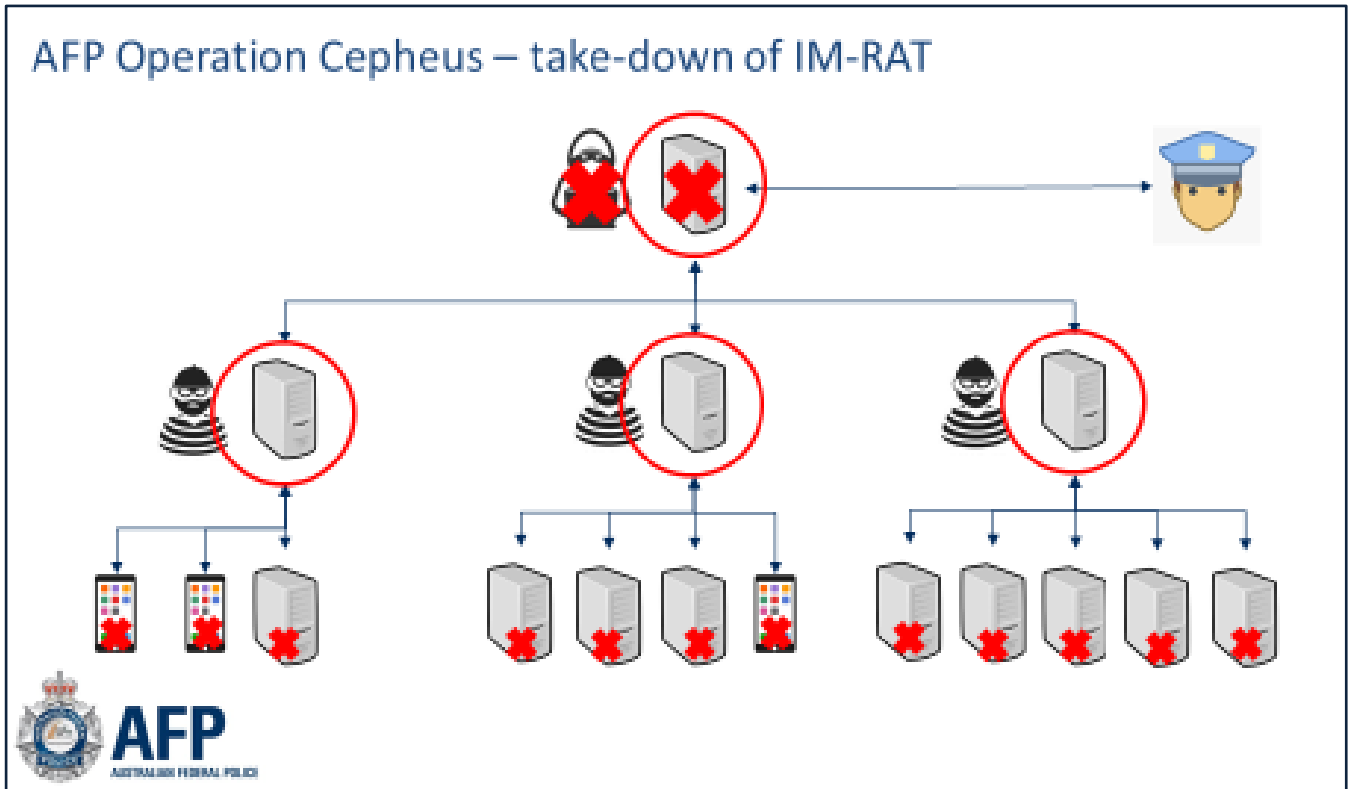 AFP Operation Cepheus – take-down of IM-RAT
AFP
AUSTRALIAN FEDERAL POLICE